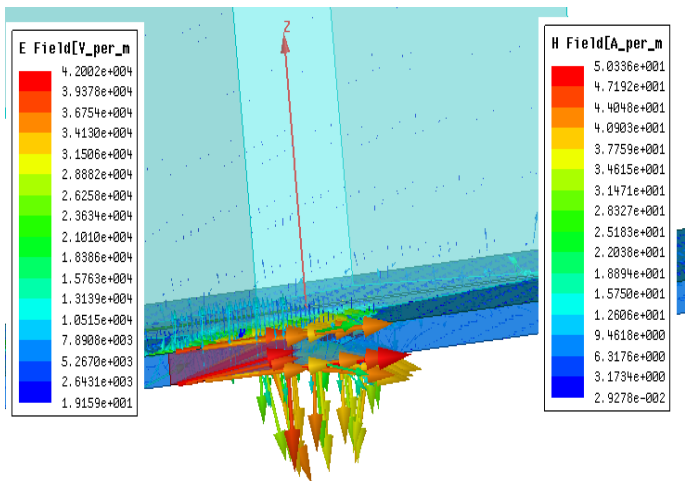 E Field[V_per_m
4.2002e+004
3.9378e+004
3.6754e+004
3.4130e+004
3.1506e+004
2.8882e+004
2.6258e+004
2.3634e+004
2.1010e+004
1.8386e+004
1.5763e+004
1.3139e+004
1.0515e+004
7.8908e+003
5.2670e+003
2.6431e+003
1.9159e+001
Z
H Field[A_per_m
5.0336e+001
4.7192e+001
4.4048e+001
4.0903e+001
3.7759e+001
3.4615e+001
3.1471e+001
2.8327e+001
2.5183e+001
2.2038e+001
1.8894e+001
1.5750e+001
1.2606e+001
9.4618e+000
6.3176e+000
3.1734e+000
2.9278e-002